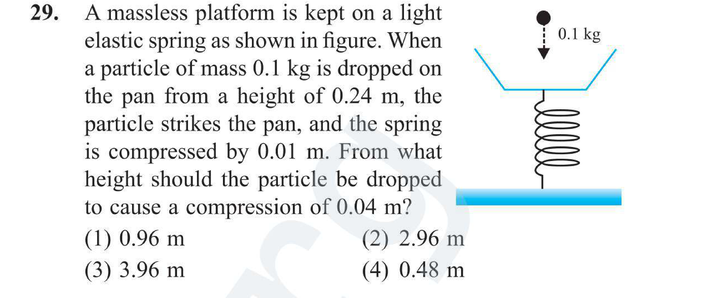 29. A massless platform is kept on a light
elastic spring as shown in figure. When
a particle of mass 0.1 kg is dropped on
the pan from a height of 0.24 m, the
particle strikes the pan, and the spring
is compressed by 0.01 m. From what
height should the particle be dropped
to cause a compression of 0.04 m?
(1) 0.96 m (2) 2.96 m
(3) 3.96 m (4) 0.48 m
0.1 kg